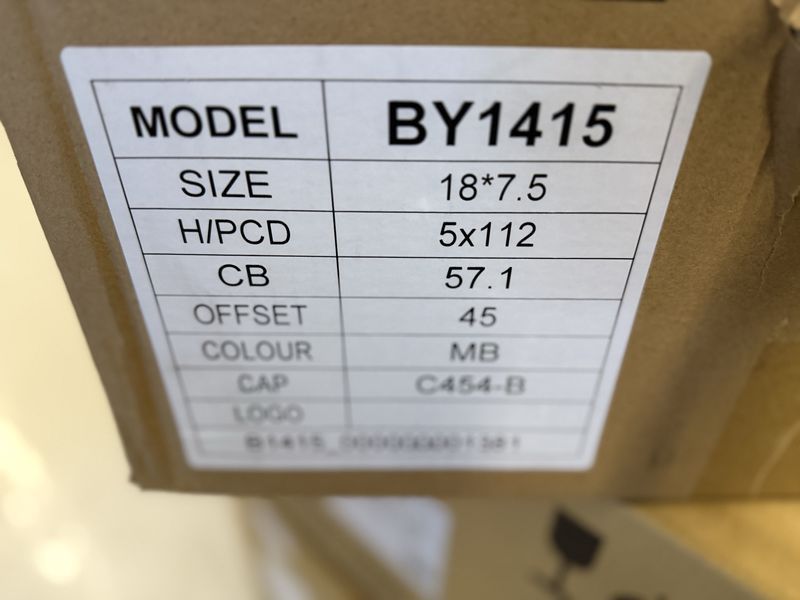 MODEL BY1415
SIZE 18*7.5
H/PCD 5x112
CB 57.1
OFFSET 45
COLOUR MB
CAP C454-B
LOGO